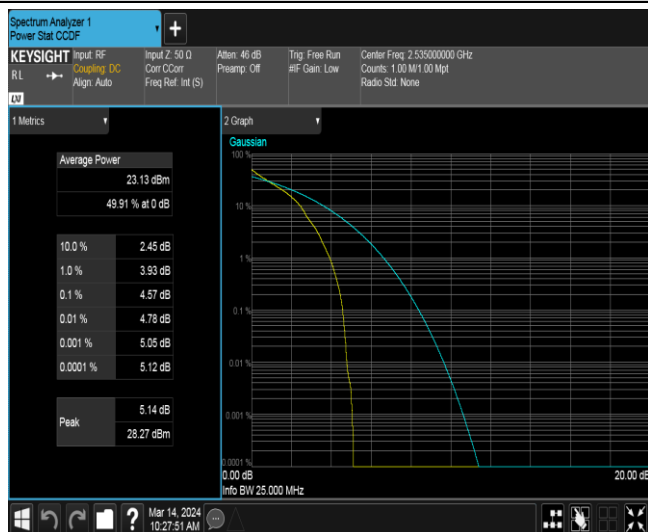 Spectrum Analyzer 1
Power Stat CCDF
KEYSIGHT
RL
LXI
Input: RF
Coupling: DC
Align: Auto
Input Z: 50 Ω
Corr CCorr
Freq Ref: Int (S)
Atten: 46 dB
Preamp: Off
Trig: Free Run
#IF Gain: Low
Center Freq: 2.535000000 GHz
Counts: 1.00 M/1.00 Mpt
Radio Std: None
1 Metrics
Average Power
23.13 dBm
49.91 % at 0 dB
10.0 % 2.45 dB
1.0 % 3.93 dB
0.1 % 4.57 dB
0.01 % 4.78 dB
0.001 % 5.05 dB
0.0001 % 5.12 dB
Peak
5.14 dB
28.27 dBm
2 Graph
Gaussian
100 %
10 %
1 %
0.1 %
0.01 %
0.001 %
0.0001 %
0.00 dB 20.00 dB
Info BW 25.000 MHz
?
Mar 14, 2024
10:27:51 AM